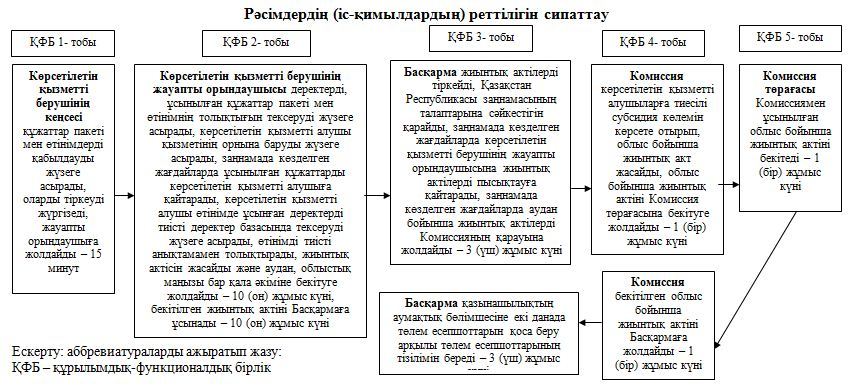 Рәсімдердің (іс-қимылдардың) реттілігін сипаттау
ҚФБ 1- тобы
ҚФБ 2- тобы
ҚФБ 3- тобы
ҚФБ 4- тобы
ҚФБ 5- тобы
Көрсетілетін
қызметті
берушінің
кеңсесі
құжаттар пакеті
мен өтінімдерді
қабылдауды
жүзеге
асырады,
оларды тіркеуді
жүргізеді,
жауапты
орындаушыға
жолдайды – 15
минут
Көрсетілетін қызметті берушінің
жауапты орындаушысы деректерді,
ұсынылған құжаттар пакеті мен
өтінімнің толықтығын тексеруді жүзеге
асырады, көрсетілетін қызметті алушы
қызметінің орнына баруды жүзеге
асырады, заңнамада көзделген
жағдайларда ұсынылған құжаттарды
көрсетілетін қызметті алушыға
қайтарады, көрсетілетін қызметті
алушы өтінімде ұсынған деректерді
тиісті деректер базасында тексеруді
жүзеге асырады, өтінімді тиісті
анықтамамен толықтырады, жиынтық
актісін жасайды және аудан, облыстық
маңызы бар қала әкіміне бекітуге
жолдайды – 10 (он) жұмыс күні,
бекітілген жиынтық актіні Басқармаға
ұсынады – 10 (он) жұмыс күні
Басқарма жиынтық актілерді
тіркейді, Қазақстан
Республикасы заңнамасының
талаптарына сәйкестігін
қарайды, заңнамада көзделген
жағдайларда көрсетілетін
қызметті берушінің жауапты
орындаушысына жиынтық
актілерді пысықтауға
қайтарады, заңнамада
көзделген жағдайларда аудан
бойынша жиынтық актілерді
Комиссияның қарауына
жолдайды – 3 (үш) жұмыс күні
Комиссия
көрсетілетін қызметті
алушыларға тиесілі
субсидия көлемін
көрсете отырып,
облыс бойынша
жиынтық акт
жасайды, облыс
бойынша жиынтық
актіні Комиссия
төрағасына бекітуге
жолдайды – 1 (бір)
жұмыс күні
Комиссия
төрағасы
Комиссиямен
ұсынылған
облыс бойынша
жиынтық актіні
бекітеді – 1
(бір) жұмыс
күні
Комиссия
бекітілген облыс
бойынша
жиынтық актіні
Басқармаға
жолдайды – 1
(бір) жұмыс күні
Басқарма қазынашылықтың
аумақтық бөлімшесіне екі данада
төлем есепшоттарын қоса беру
арқылы төлем есепшоттарының
тізілімін береді – 3 (үш) жұмыс
Ескерту: аббревиатураларды ажыратып жазу:
ҚФБ – құрылымдық-функционалдық бірлік